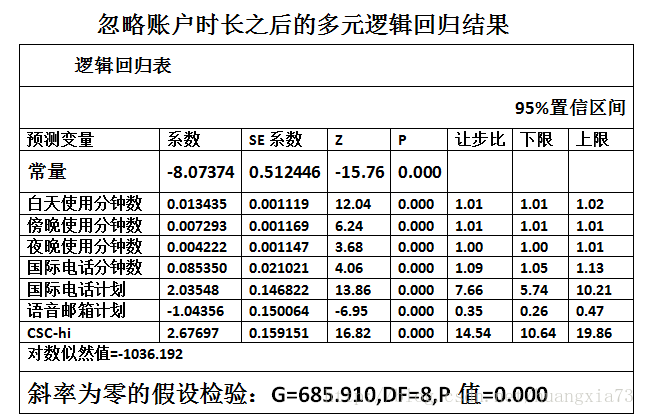 忽略账户时长之后的多元逻辑回归结果
逻辑回归表
95%置信区间
预测变量 系数 SE 系数 Z P 让步比 下限 上限
常量 -8.07374 0.512446 -15.76 0.000
白天使用分钟数 0.013435 0.001119 12.04 0.000 1.01 1.01 1.02
傍晚使用分钟数 0.007293 0.001169 6.24 0.000 1.01 1.01 1.01
夜晚使用分钟数 0.004222 0.001147 3.68 0.000 1.00 1.00 1.01
国际电话分钟数 0.085350 0.021021 4.06 0.000 1.09 1.05 1.13
国际电话计划 2.03548 0.146822 13.86 0.000 7.66 5.74 10.21
语音邮箱计划 -1.04356 0.150064 -6.95 0.000 0.35 0.26 0.47
CSC-hi 2.67697 0.159151 16.82 0.000 14.54 10.64 19.86
对数似然值=-1036.192
斜率为零的假设检验：G=685.910,DF=8,P 值=0.000